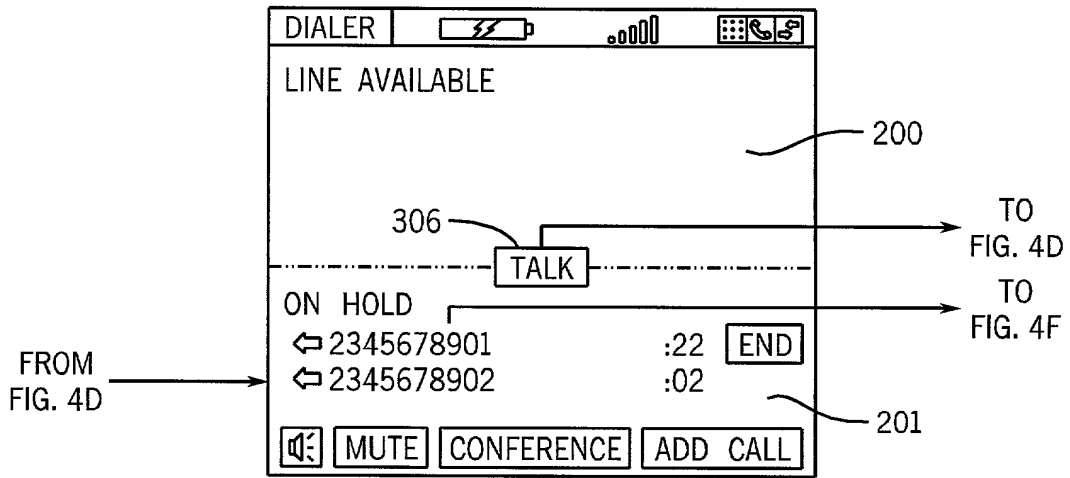 DIALER
LINE AVAILABLE
200
306
TALK
TO
FIG. 4D
ON HOLD
TO
FIG. 4F
2345678901 :22 END
2345678902 :02
FROM
FIG. 4D
201
MUTE CONFERENCE ADD CALL